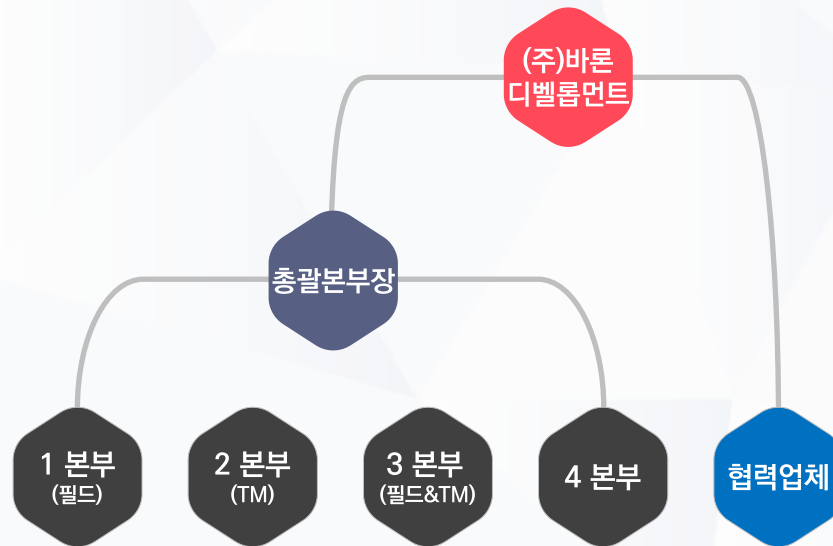 (주)바론
디벨롭먼트
총괄본부장
1 본부
(필드)
2 본부
(TM)
3 본부
(필드&TM)
4 본부
협력업체